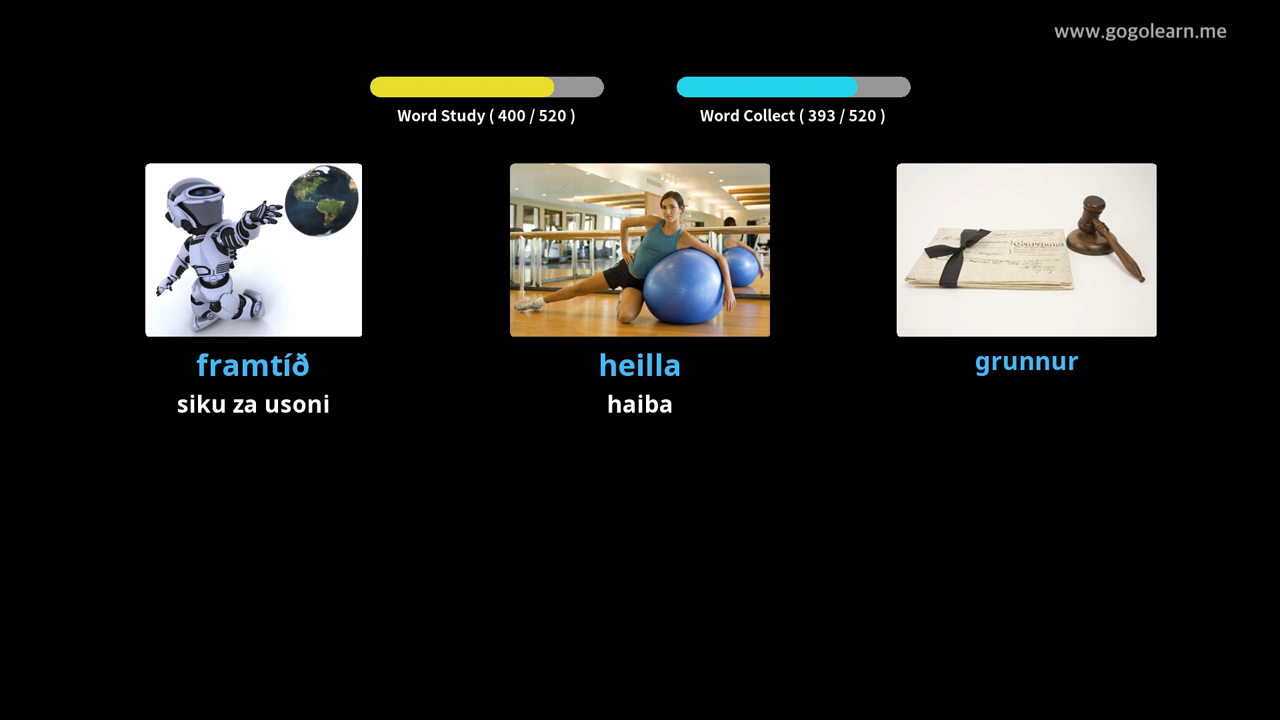 www.gogolearn.me
Word Study ( 400 / 520 )
Word Collect ( 393 / 520 )
framtíð
siku za usoni
heilla
haiba
grunnur